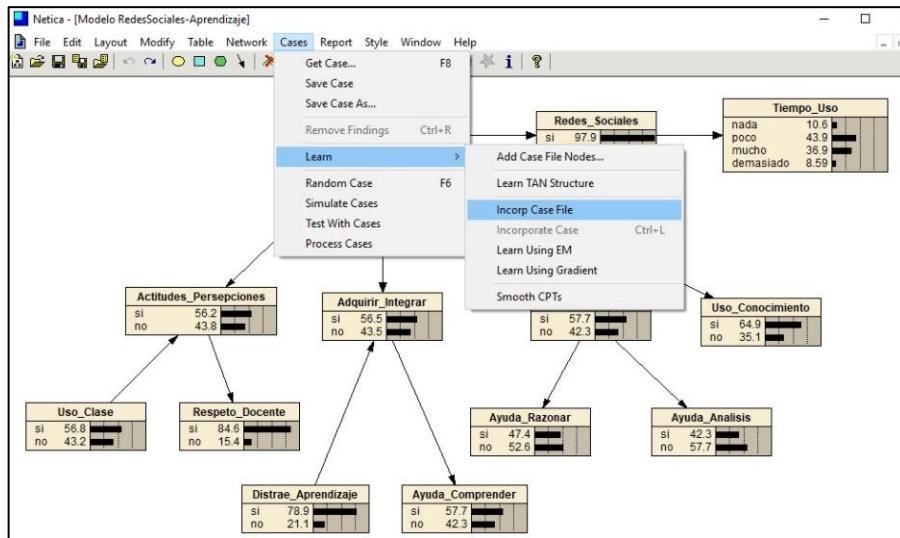 Netica - [Modelo RedesSociales-Aprendizaje]
File Edit Layout Modify Table Network Cases Report Style Window Help
Get Case... F8
Save Case
Save Case As...
Remove Findings Ctrl+R
Learn
Random Case F6
Simulate Cases
Test With Cases
Process Cases
Add Case File Nodes...
Learn TAN Structure
Incorp Case File
Incorporate Case Ctrl+L
Learn Using EM
Learn Using Gradient
Smooth CPTs
Redes_Sociales
si 97.9
Tiempo_Uso
nada 10.6
poco 43.9
mucho 36.9
demasiado 8.59
Actitudes_Persepciones
si 56.2
no 43.8
Adquirir_Integrar
si 56.5
no 43.5
si 57.7
no 42.3
Uso_Conocimiento
si 64.9
no 35.1
Uso_Clase
si 56.8
no 43.2
Respeto_Docente
si 84.6
no 15.4
Ayuda_Razonar
si 47.4
no 52.6
Ayuda_Analisis
si 42.3
no 57.7
Distrae_Aprendizaje
si 78.9
no 21.1
Ayuda_Comprender
si 57.7
no 42.3